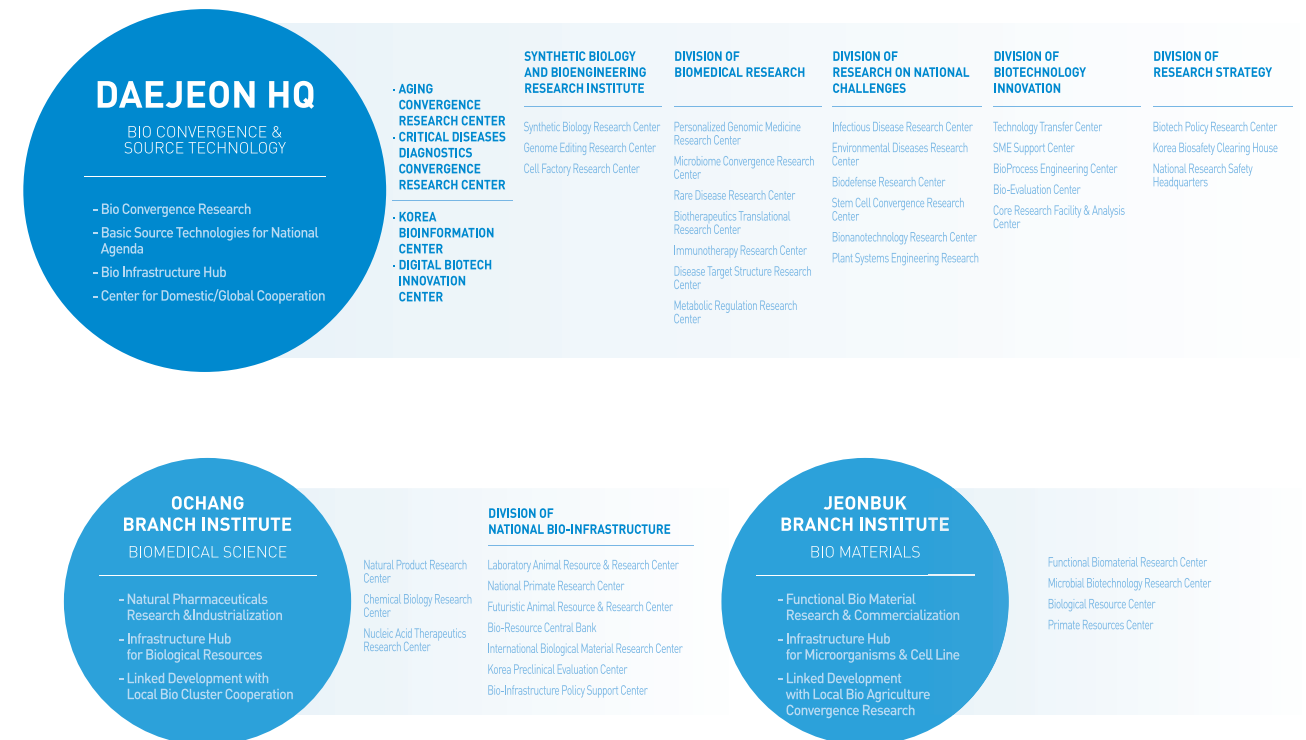 DAEJEON HQ
BIO CONVERGENCE &
SOURCE TECHNOLOGY
– Bio Convergence Research
– Basic Source Technologies for National
Agenda
– Bio Infrastructure Hub
– Center for Domestic/Global Cooperation
· AGING
CONVERGENCE
RESEARCH CENTER
· CRITICAL DISEASES
DIAGNOSTICS
CONVERGENCE
RESEARCH CENTER
· KOREA
BIOINFORMATION
CENTER
· DIGITAL BIOTECH
INNOVATION
CENTER
SYNTHETIC BIOLOGY
AND BIOENGINEERING
RESEARCH INSTITUTE
Synthetic Biology Research Center
Genome Editing Research Center
Cell Factory Research Center
DIVISION OF
BIOMEDICAL RESEARCH
Personalized Genomic Medicine
Research Center
Microbiome Convergence Research
Center
Rare Disease Research Center
Biotherapeutics Translational
Research Center
Immunotherapy Research Center
Disease Target Structure Research
Center
Metabolic Regulation Research
Center
DIVISION OF
RESEARCH ON NATIONAL
CHALLENGES
Infectious Disease Research Center
Environmental Diseases Research
Center
Biodefense Research Center
Stem Cell Convergence Research
Center
Bionanotechnology Research Center
Plant Systems Engineering Research
DIVISION OF
BIOTECHNOLOGY
INNOVATION
Technology Transfer Center
SME Support Center
BioProcess Engineering Center
Bio-Evaluation Center
Core Research Facility & Analysis
Center
DIVISION OF
RESEARCH STRATEGY
Biotech Policy Research Center
Korea Biosafety Clearing House
National Research Safety
Headquarters
OCHANG
BRANCH INSTITUTE
BIOMEDICAL SCIENCE
– Natural Pharmaceuticals
Research &Industrialization
– Infrastructure Hub
for Biological Resources
– Linked Development with
Local Bio Cluster Cooperation
Natural Product Research
Center
Chemical Biology Research
Center
Nucleic Acid Therapeutics
Research Center
DIVISION OF
NATIONAL BIO-INFRASTRUCTURE
Laboratory Animal Resource & Research Center
National Primate Research Center
Futuristic Animal Resource & Research Center
Bio-Resource Central Bank
International Biological Material Research Center
Korea Preclinical Evaluation Center
Bio-Infrastructure Policy Support Center
JEONBUK
BRANCH INSTITUTE
BIO MATERIALS
– Functional Bio Material
Research & Commercialization
– Infrastructure Hub
for Microorganisms & Cell Line
– Linked Development
with Local Bio Agriculture
Convergence Research
Functional Biomaterial Research Center
Microbial Biotechnology Research Center
Biological Resource Center
Primate Resources Center